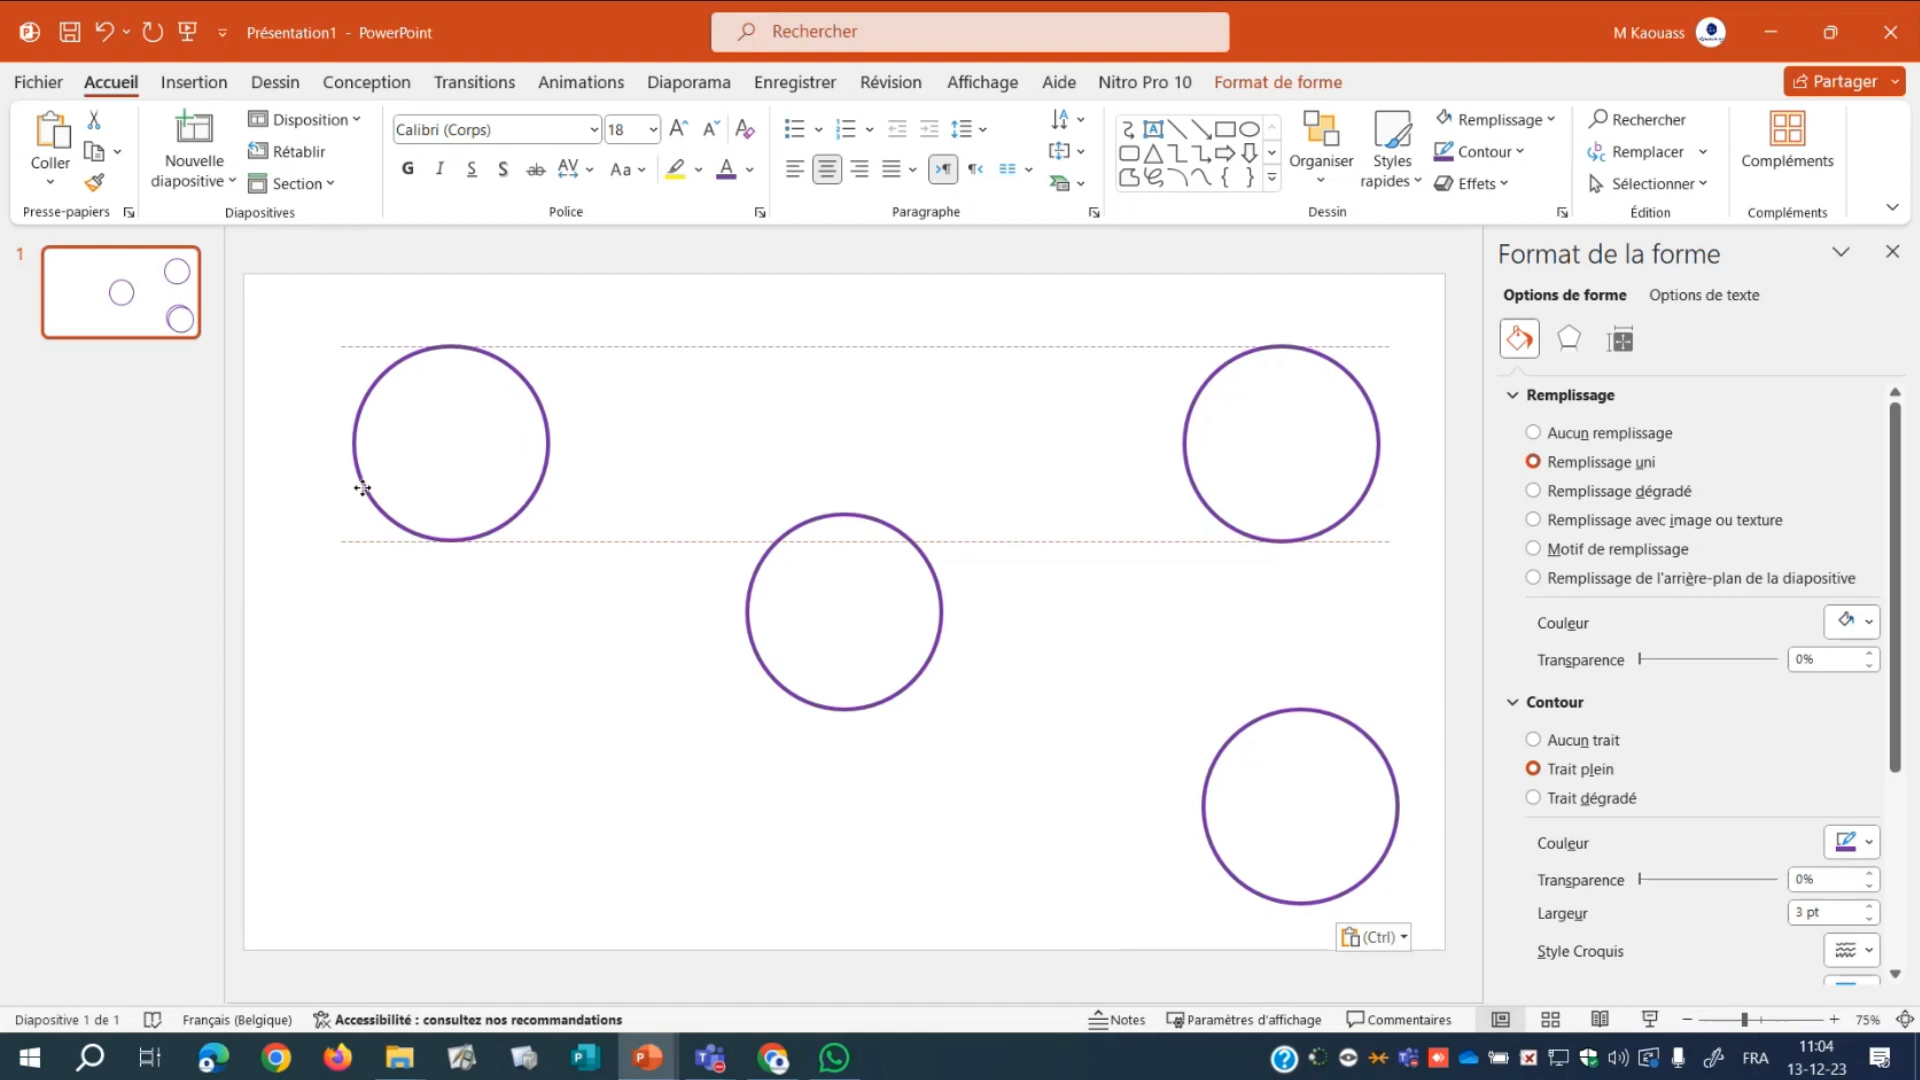 Présentation1 - PowerPoint
Rechercher
M Kaouass
Fichier Accueil Insertion Dessin Conception Transitions Animations Diaporama Enregistrer Révision Affichage Aide Nitro Pro 10 Format de forme
Partager
Coller
Presse-papiers
Nouvelle
diapositive
Disposition
Rétablir
Section
Diapositives
Calibri (Corps)
18
G I S S ab AV Aa A
Police
Paragraphe
Organiser
Styles
rapides
Remplissage
Contour
Effets
Dessin
Rechercher
Remplacer
Sélectionner
Édition
Compléments
Compléments
1
Format de la forme
Options de forme Options de texte
Remplissage
Aucun remplissage
Remplissage uni
Remplissage dégradé
Remplissage avec image ou texture
Motif de remplissage
Remplissage de l'arrière-plan de la diapositive
Couleur
Transparence 0%
Contour
Aucun trait
Trait plein
Trait dégradé
Couleur
Transparence 0%
Largeur 3 pt
Style Croquis
(Ctrl)
Diapositive 1 de 1 Français (Belgique) Accessibilité : consultez nos recommandations Notes Paramètres d'affichage Commentaires 75%
FRA
11:04
13-12-23